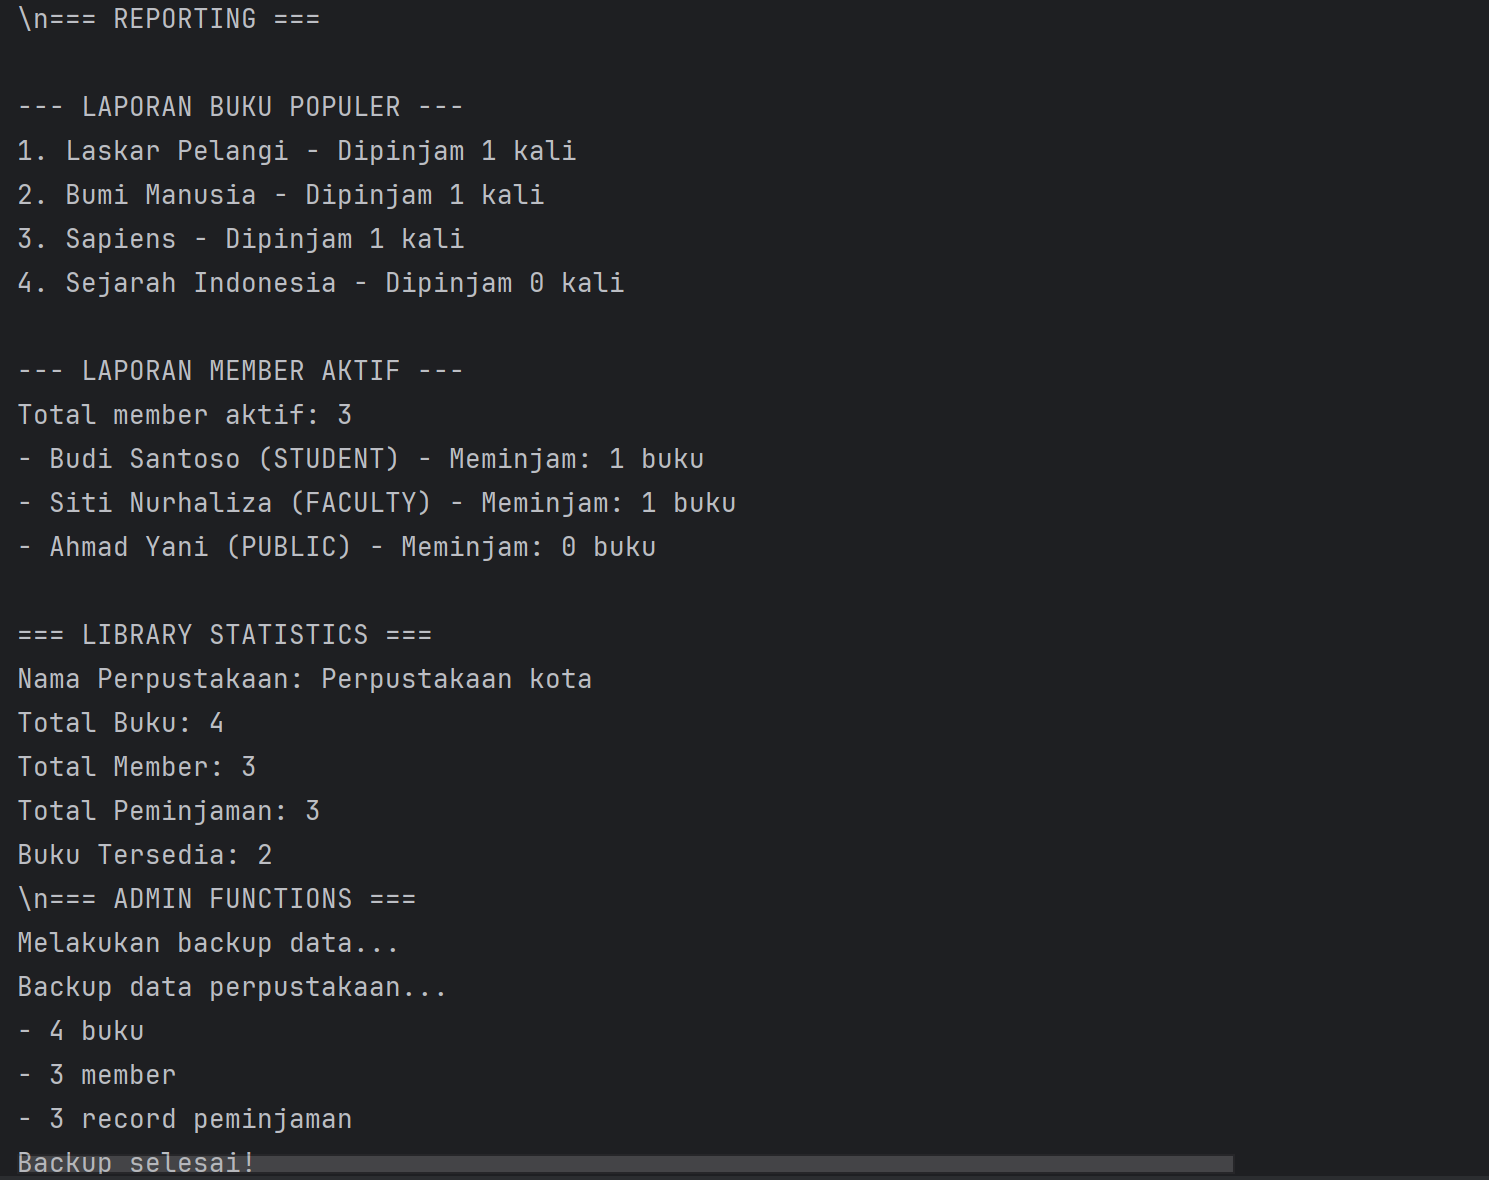 \n=== REPORTING ===
--- LAPORAN BUKU POPULER ---
1. Laskar Pelangi - Dipinjam 1 kali
2. Bumi Manusia - Dipinjam 1 kali
3. Sapiens - Dipinjam 1 kali
4. Sejarah Indonesia - Dipinjam 0 kali
--- LAPORAN MEMBER AKTIF ---
Total member aktif: 3
- Budi Santoso (STUDENT) - Meminjam: 1 buku
- Siti Nurhaliza (FACULTY) - Meminjam: 1 buku
- Ahmad Yani (PUBLIC) - Meminjam: 0 buku
=== LIBRARY STATISTICS ===
Nama Perpustakaan: Perpustakaan kota
Total Buku: 4
Total Member: 3
Total Peminjaman: 3
Buku Tersedia: 2
\n=== ADMIN FUNCTIONS ===
Melakukan backup data...
Backup data perpustakaan...
- 4 buku
- 3 member
- 3 record peminjaman
Backup selesai!